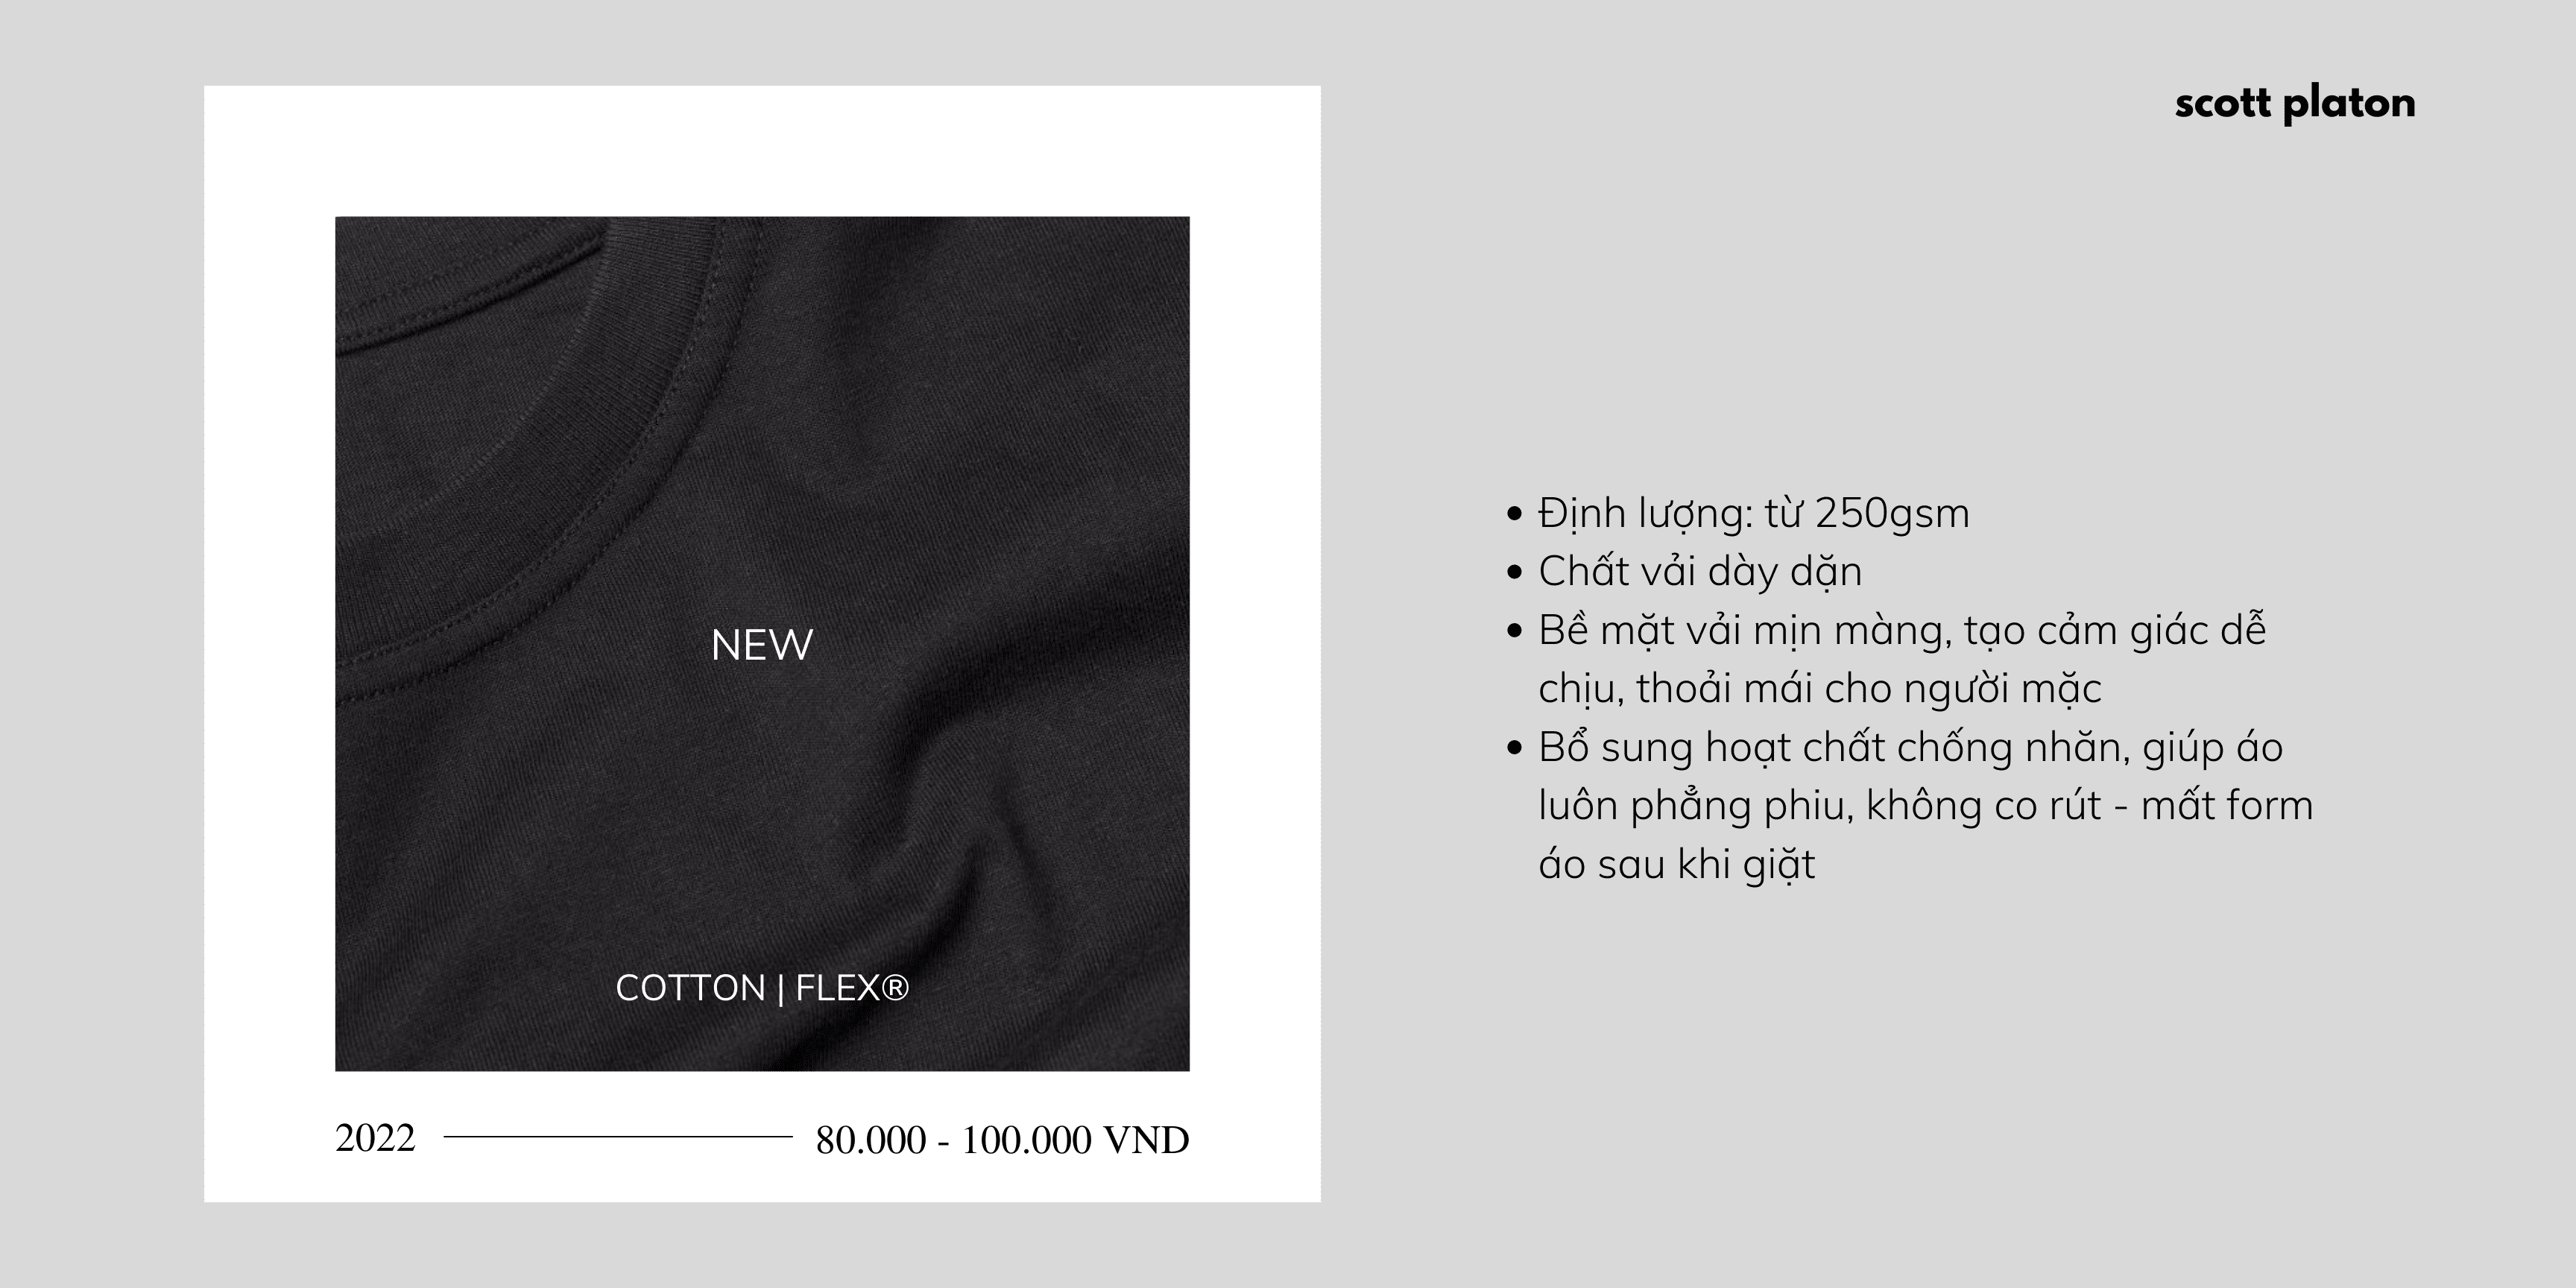 scott platon
NEW
COTTON | FLEX®
2022
80.000 - 100.000 VND
• Định lượng: từ 250gsm
• Chất vải dày dặn
• Bề mặt vải mịn màng, tạo cảm giác dễ
chịu, thoải mái cho người mặc
• Bổ sung hoạt chất chống nhăn, giúp áo
luôn phẳng phiu, không co rút - mất form
áo sau khi giặt